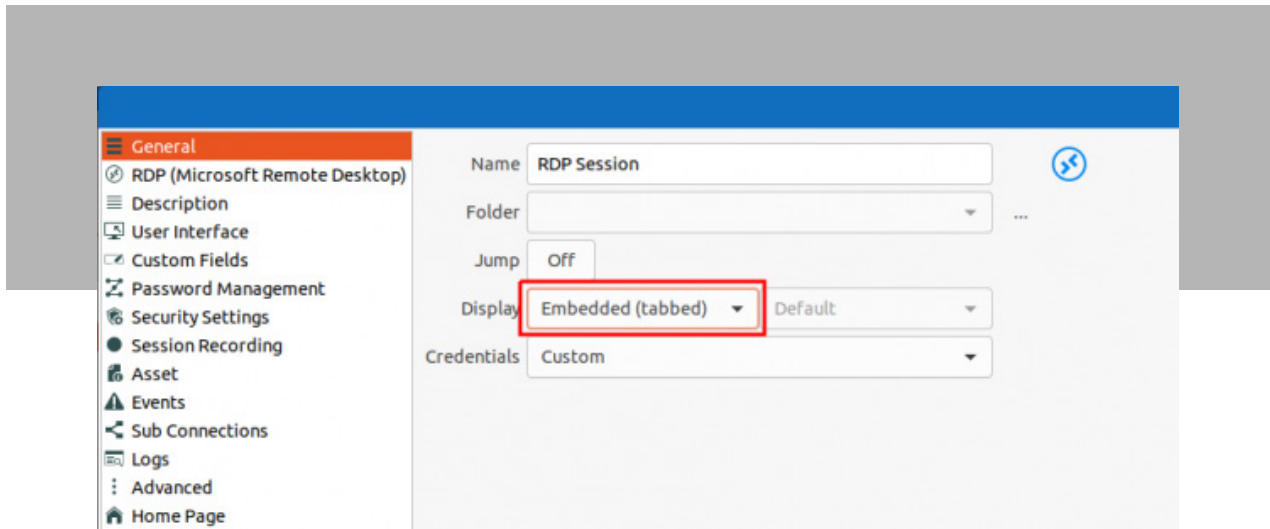 General
RDP (Microsoft Remote Desktop)
Description
User Interface
Custom Fields
Password Management
Security Settings
Session Recording
Asset
Events
Sub Connections
Logs
Advanced
Home Page
Name RDP Session
Folder ...
Jump Off
Display Embedded (tabbed) Default
Credentials Custom